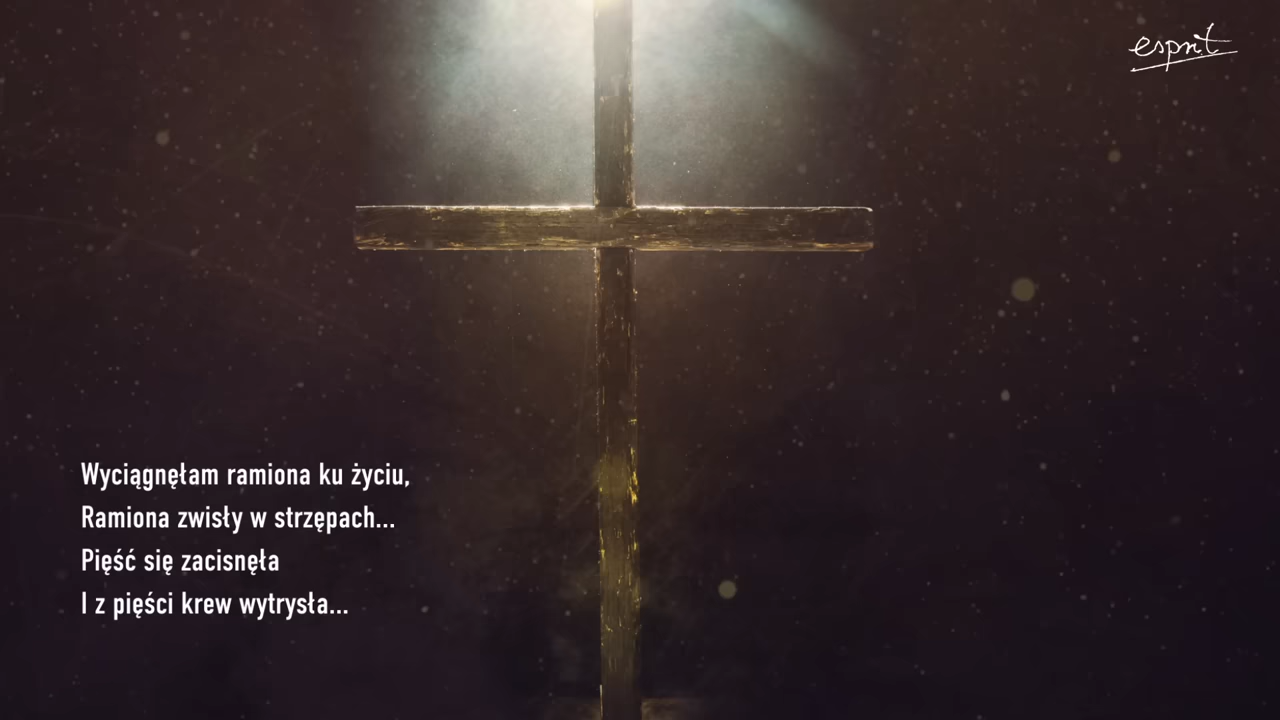 esprit
Wyciągnęłam ramiona ku życiu,
Ramiona zwisły w strzępach...
Pięść się zacisnęła
I z pięści krew wytrysła...